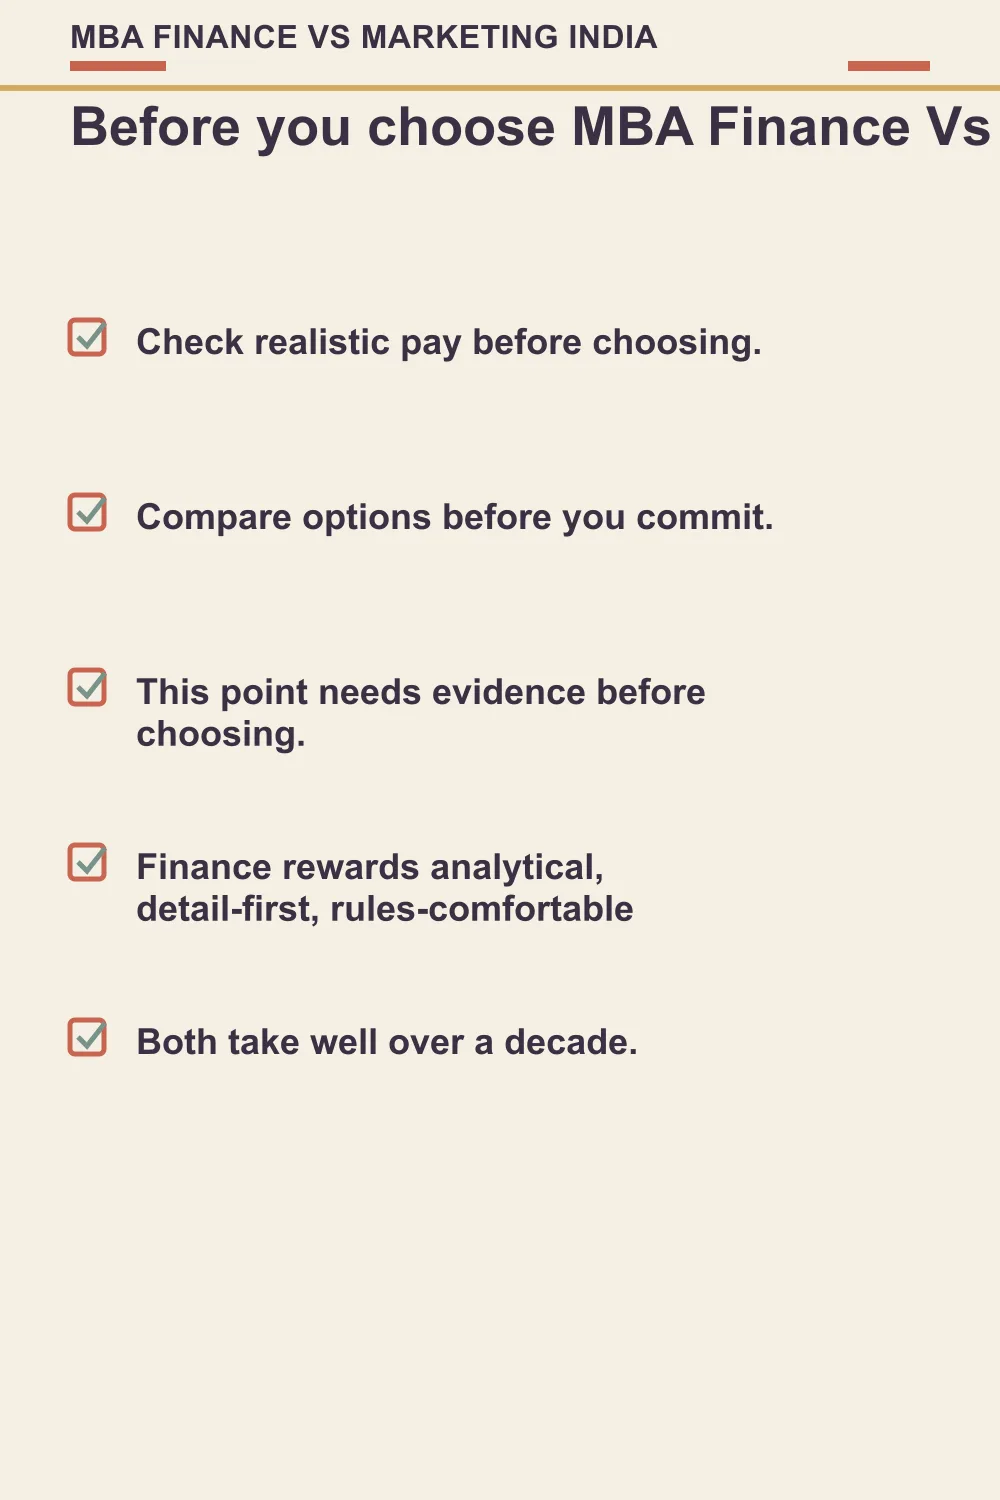 MBA FINANCE VS MARKETING INDIA
Before you choose MBA Finance Vs
Check realistic pay before choosing.
Compare options before you commit.
This point needs evidence before
choosing.
Finance rewards analytical,
detail-first, rules-comfortable
Both take well over a decade.